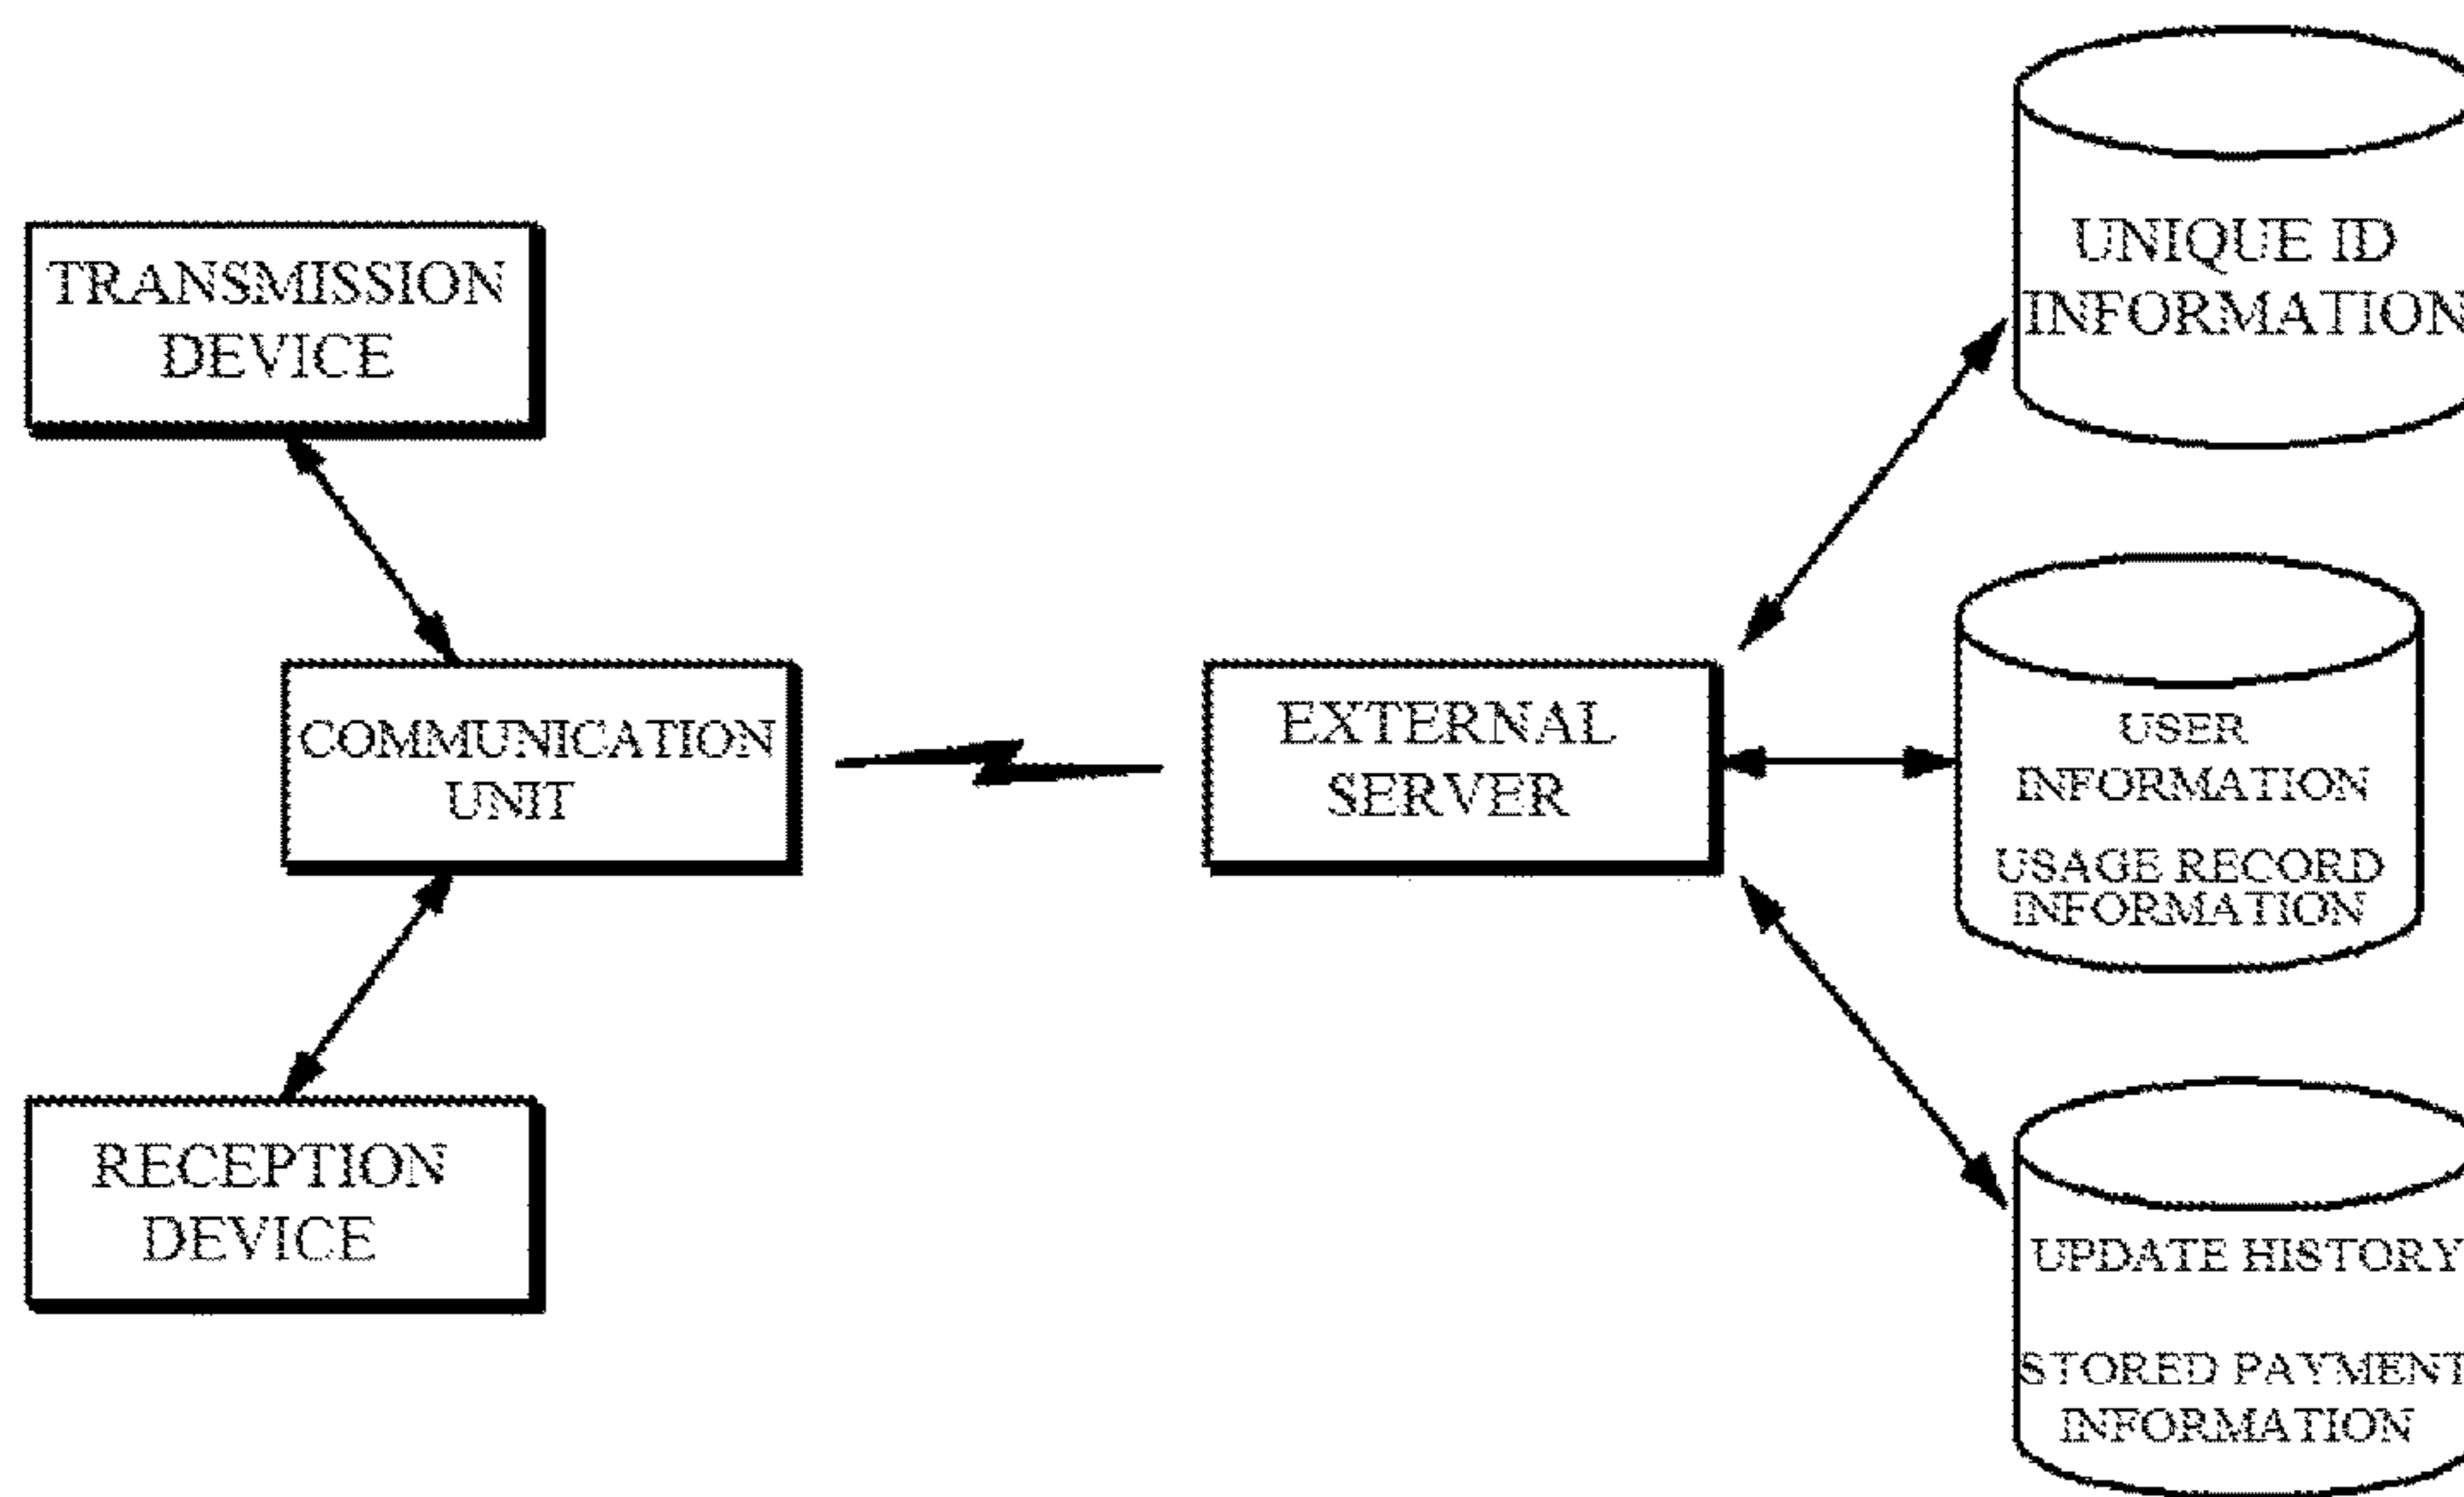 TRANSMISSION
DEVICE
COMMUNICATION
UNIT
RECEPTION
DEVICE
EXTERNAL
SERVER
UNIQUE ID
INFORMATION
USER
INFORMATION
USAGE RECORD
INFORMATION
UPDATE HISTORY
STORED PAYMENT
INFORMATION